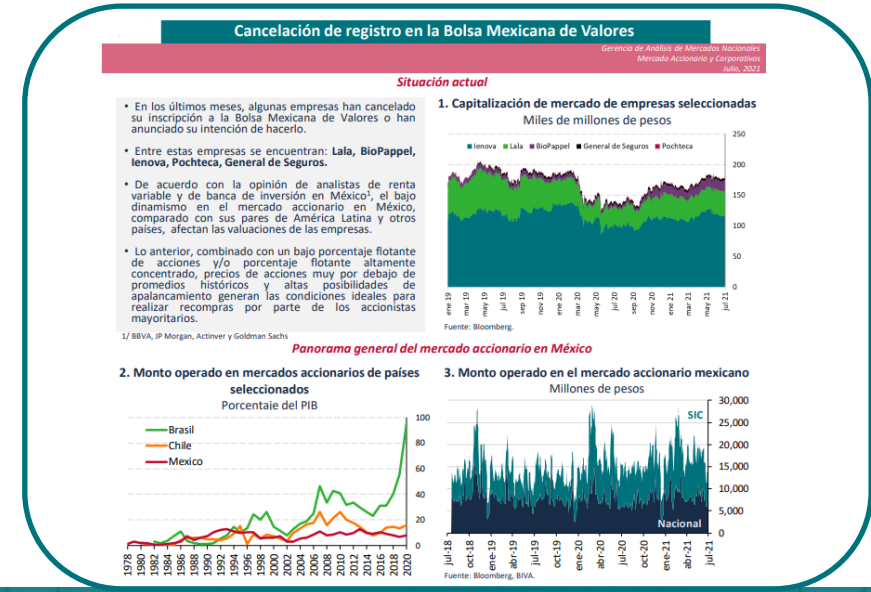 Cancelación de registro en la Bolsa Mexicana de Valores
Gerencia de Análisis de Mercados Nacionales
Mercado Accionario y Corporativos
Julio, 2021
Situación actual
• En los últimos meses, algunas empresas han cancelado
su inscripción a la Bolsa Mexicana de Valores o han
anunciado su intención de hacerlo.
• Entre estas empresas se encuentran: Lala, BioPappel,
Ienova, Pochteca, General de Seguros.
• De acuerdo con la opinión de analistas de renta
variable y de banca de inversión en México¹, el bajo
dinamismo en el mercado accionario en México,
comparado con sus pares de América Latina y otros
países, afectan las valuaciones de las empresas.
• Lo anterior, combinado con un bajo porcentaje flotante
de acciones y/o porcentaje flotante altamente
concentrado, precios de acciones muy por debajo de
promedios históricos y altas posibilidades de
apalancamiento generan las condiciones ideales para
realizar recompras por parte de los accionistas
mayoritarios.
1/ BBVA, JP Morgan, Actinver y Goldman Sachs
1. Capitalización de mercado de empresas seleccionadas
Miles de millones de pesos
Ienova Lala BioPappel General de Seguros Pochteca
250
200
150
100
50
0
ene 19 mar 19 may 19 jul 19 sep 19 nov 19 ene 20 mar 20 may 20 jul 20 sep 20 nov 20 ene 21 mar 21 may 21 jul 21
Fuente: Bloomberg.
Panorama general del mercado accionario en México
2. Monto operado en mercados accionarios de países
seleccionados
Porcentaje del PIB
Brasil
Chile
Mexico
100
80
60
40
20
0
1978 1980 1982 1984 1986 1988 1990 1992 1994 1996 1998 2000 2002 2004 2006 2008 2010 2012 2014 2016 2018 2020
3. Monto operado en el mercado accionario mexicano
Millones de pesos
30,000
25,000
20,000
15,000
10,000
5,000
0
SIC
Nacional
jul-18 oct-18 ene-19 abr-19 jul-19 oct-19 ene-20 abr-20 jul-20 oct-20 ene-21 abr-21 jul-21
Fuente: Bloomberg, BIVA.